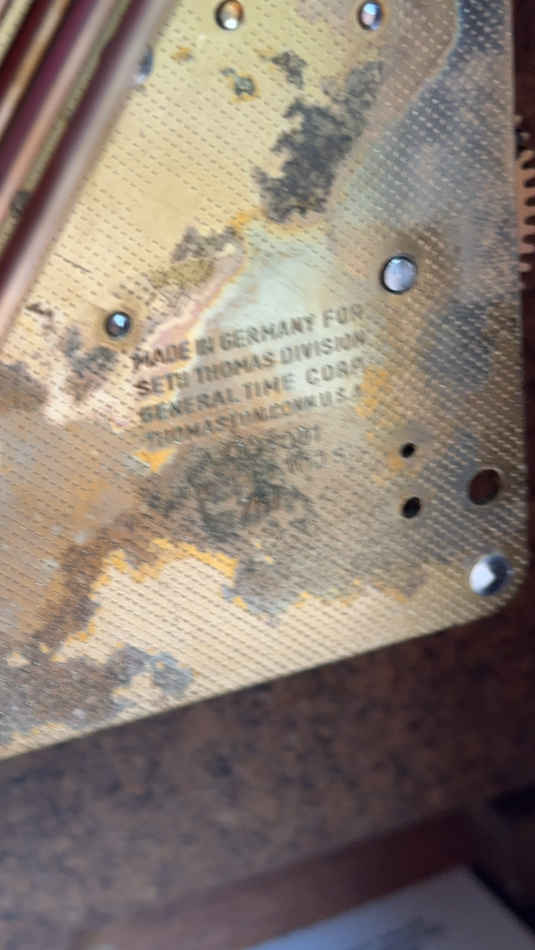 MADE IN GERMANY FOR
SETH THOMAS DIVISION
GENERAL TIME CORP.
THOMASTON, CONN. U.S.A.